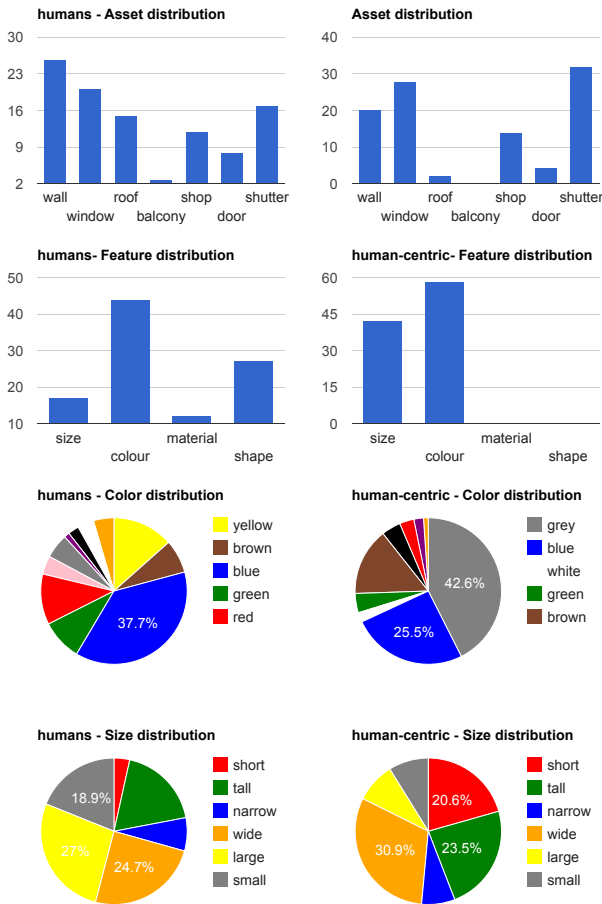 humans - Asset distribution
30
23
16
9
2
wall
roof
shop
shutter
window
balcony
door
Asset distribution
40
30
20
10
0
wall
roof
shop
shutter
window
balcony
door
humans- Feature distribution
50
40
30
20
10
size
material
colour
shape
human-centric- Feature distribution
60
45
30
15
0
size
material
colour
shape
humans - Color distribution
37.7%
yellow
brown
blue
green
red
human-centric - Color distribution
42.6%
25.5%
grey
blue
white
green
brown
humans - Size distribution
18.9%
27%
24.7%
short
tall
narrow
wide
large
small
human-centric - Size distribution
20.6%
30.9%
23.5%
short
tall
narrow
wide
large
small